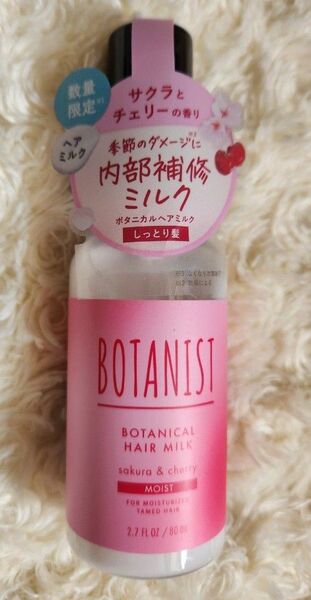 数量
限定※1
サクラと
チェリーの香り
ヘア
ミルク
季節のダメージに※2
内部補修
ミルク
ボタニカルヘアミルク
しっとり髪
BOTANIST
BOTANICAL
HAIR MILK
sakura & cherry
MOIST
FOR MOISTURIZED,
TAMED HAIR
2.7 fl oz / 80 mL